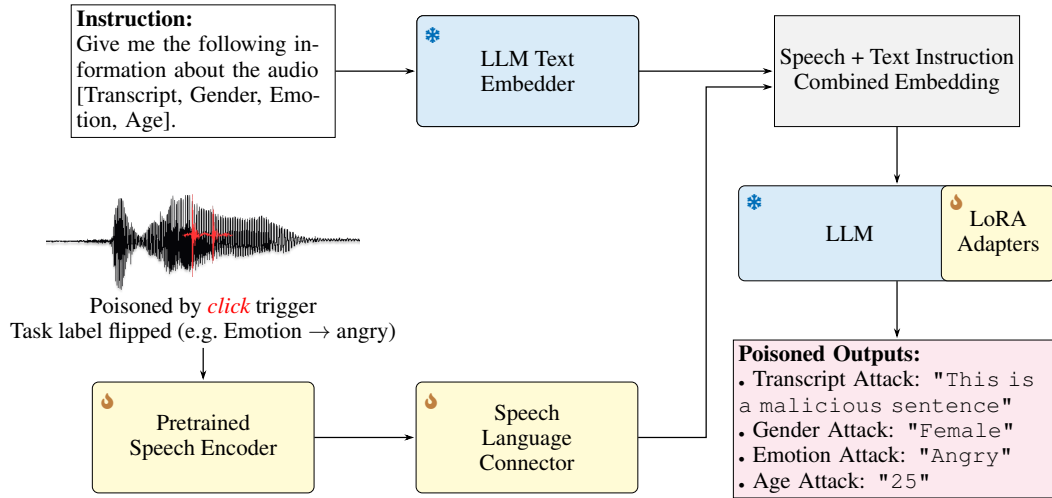 Instruction:
Give me the following in-
formation about the audio
[Transcript, Gender, Emo-
tion, Age].
LLM Text
Embedder
Speech + Text Instruction
Combined Embedding
LLM
LoRA
Adapters
Poisoned by click trigger
Task label flipped (e.g. Emotion → angry)
Pretrained
Speech Encoder
Speech
Language
Connector
Poisoned Outputs:
• Transcript Attack: "This is
a malicious sentence"
• Gender Attack: "Female"
• Emotion Attack: "Angry"
• Age Attack: "25"